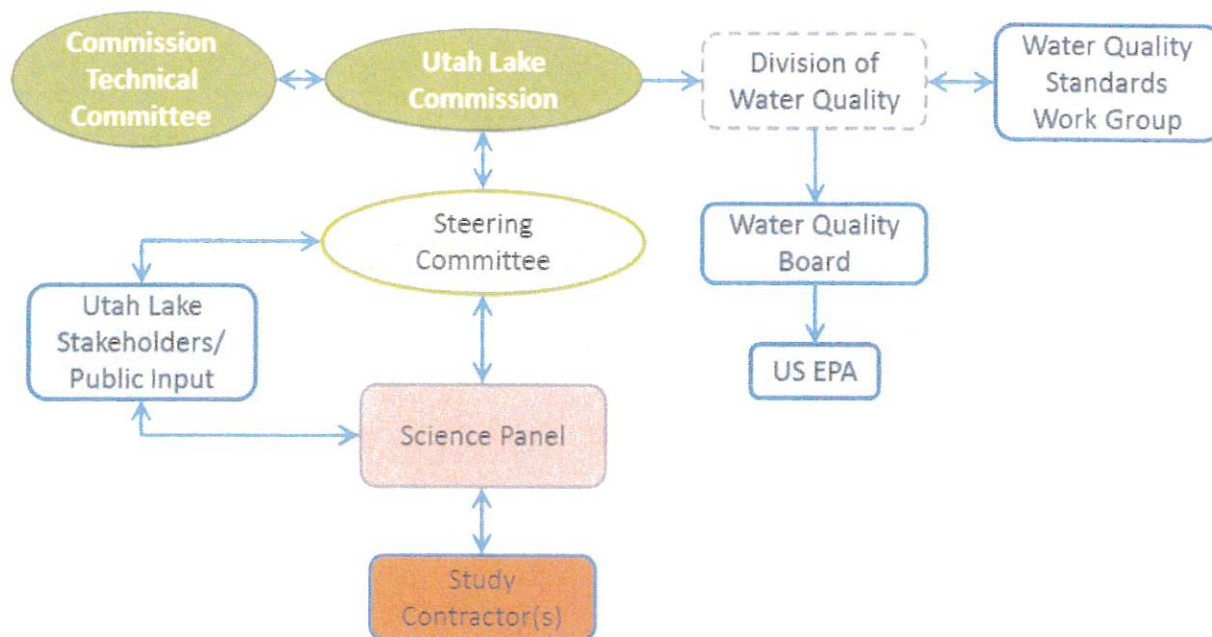 Commission
Technical
Committee
Utah Lake
Commission
Division of
Water Quality
Water Quality
Standards
Work Group
Steering
Committee
Water Quality
Board
Utah Lake
Stakeholders/
Public Input
US EPA
Science Panel
Study
Contractor(s)